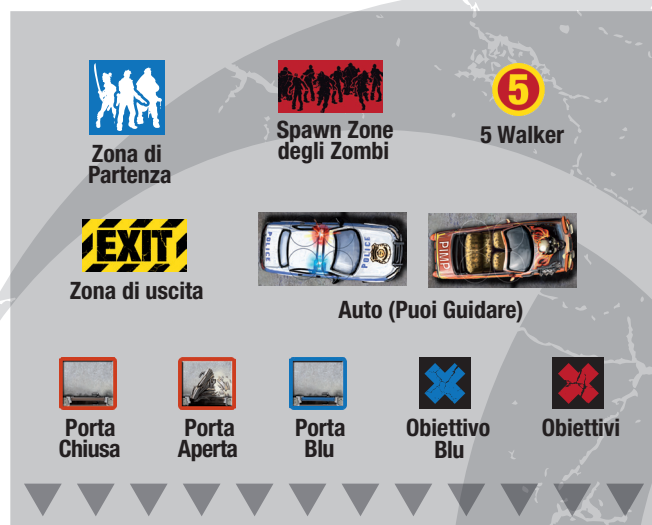 Zona di
Partenza
Spawn Zone
degli Zombi
5
5 Walker
EXIT
Zona di uscita
POLICE
POLICE
PIMP
Auto (Puoi Guidare)
Porta
Chiusa
Porta
Aperta
Porta
Blu
Obiettivo
Blu
Obiettivi